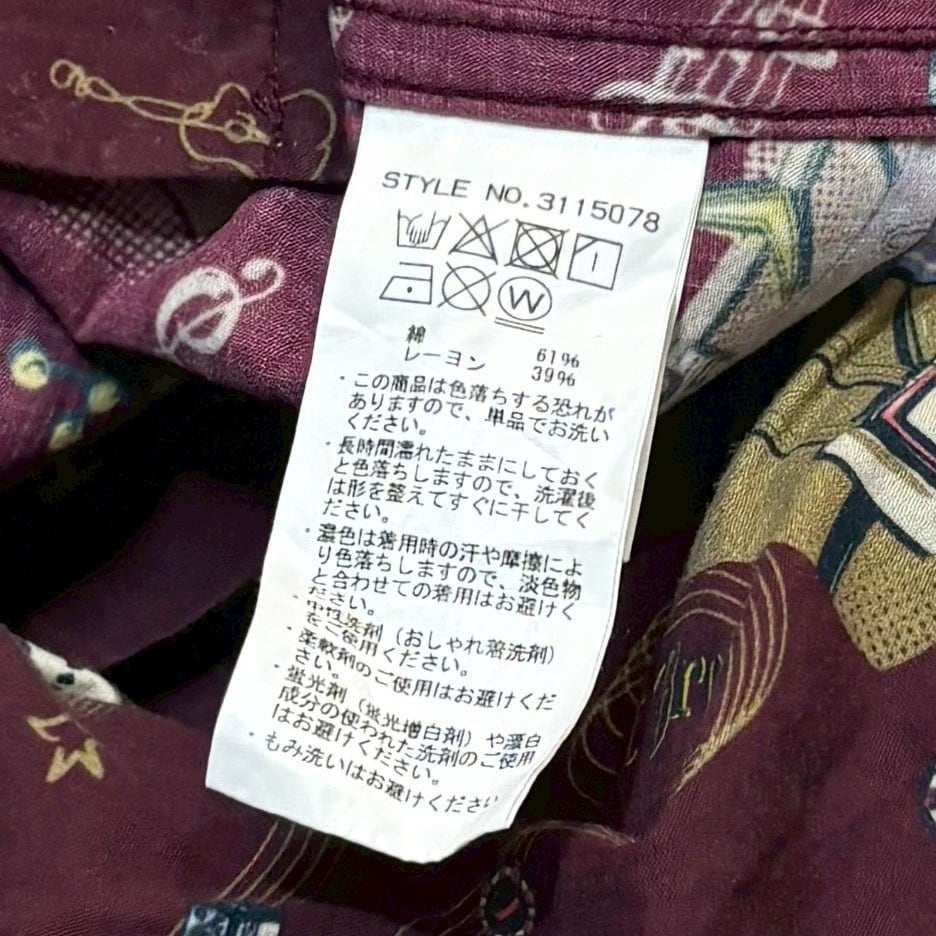 STYLE NO.3115078
W
綿 61%
レーヨン 39%
・この商品は色落ちする恐れが
ありますので、単品でお洗い
ください。
・長時間濡れたままにしておく
と色落ちしますので、洗濯後
は形を整えてすぐに干してく
ださい。
・濃色は着用時の汗や摩擦によ
り色落ちしますので、淡色物
と合わせての着用はお避けく
ださい。
・中性洗剤（おしゃれ着洗剤）
をご使用ください。
・柔軟剤のご使用はお避けくだ
さい。
・蛍光剤（蛍光増白剤）や漂白
成分の使われた洗剤のご使用
はお避けください。
・もみ洗いはお避けください